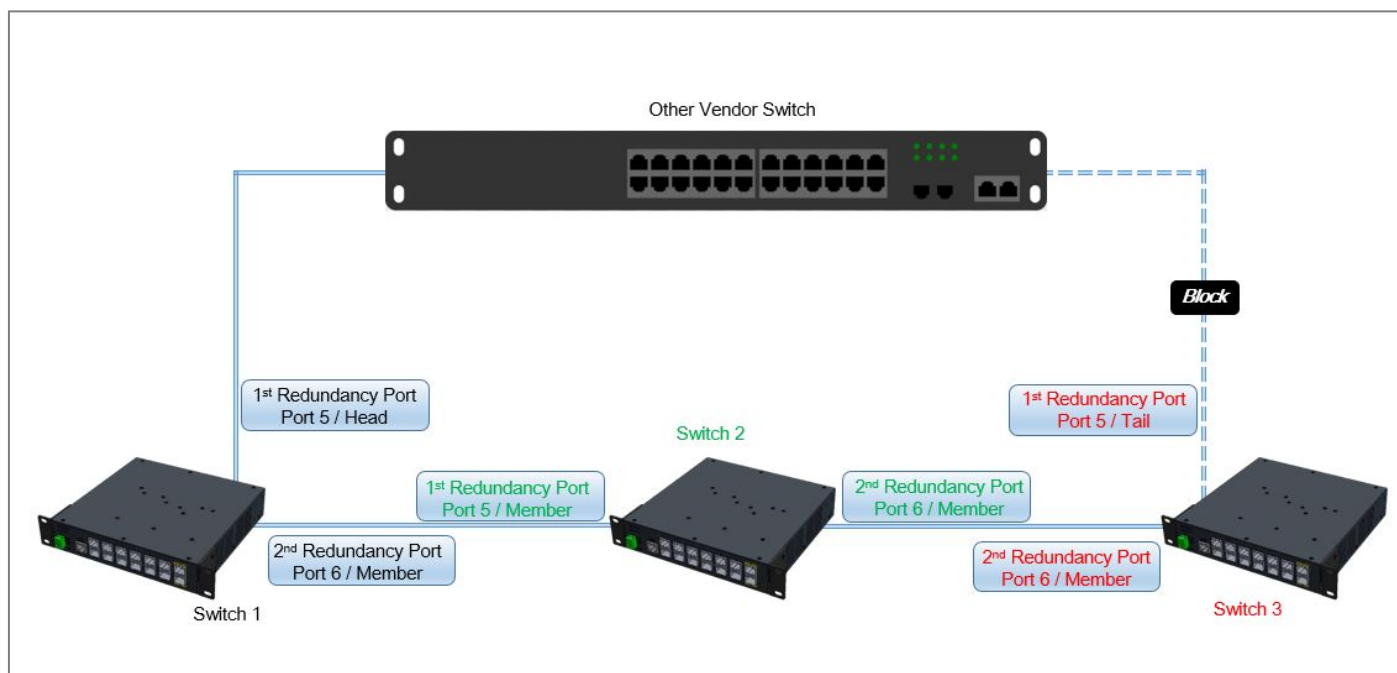 Other Vendor Switch
Block
1st Redundancy Port
Port 5 / Head
1st Redundancy Port
Port 5 / Tail
Switch 2
1st Redundancy Port
Port 5 / Member
2nd Redundancy Port
Port 6 / Member
2nd Redundancy Port
Port 6 / Member
2nd Redundancy Port
Port 6 / Member
Switch 1
Switch 3